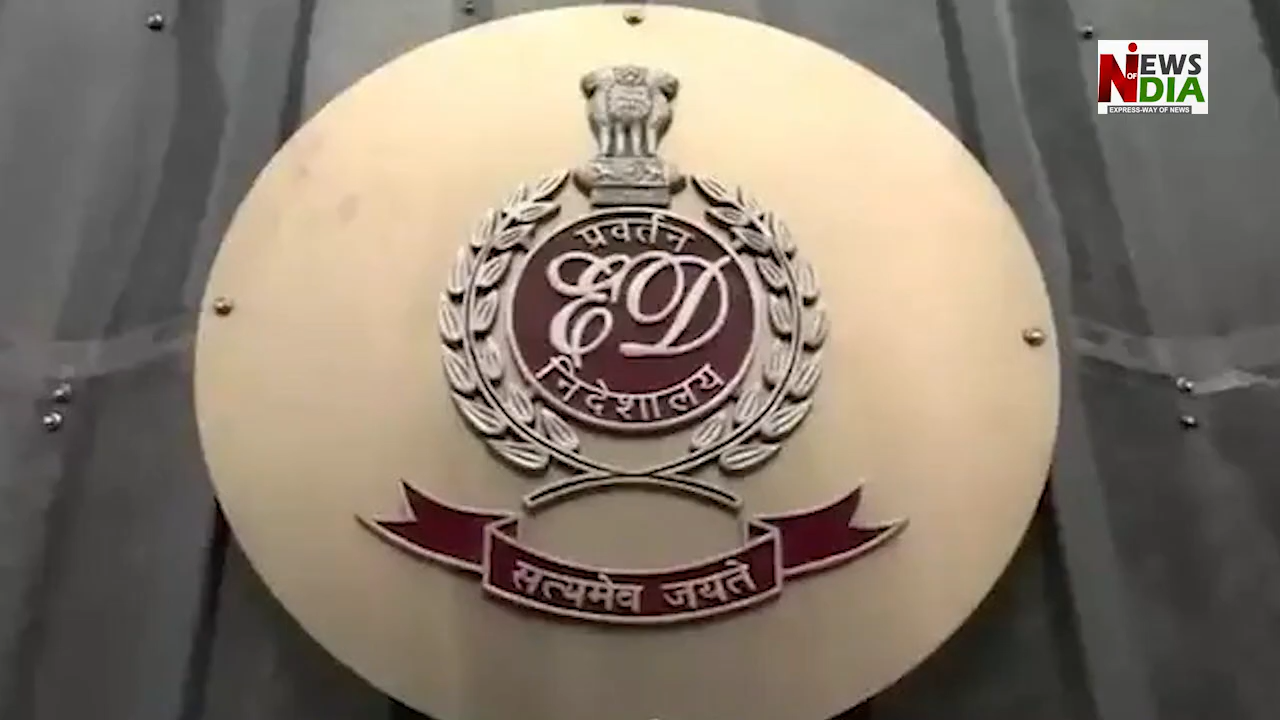 NEWS
OF
INDIA
EXPRESS-WAY OF NEWS
प्रवर्तन
ED
निदेशालय
सत्यमेव जयते